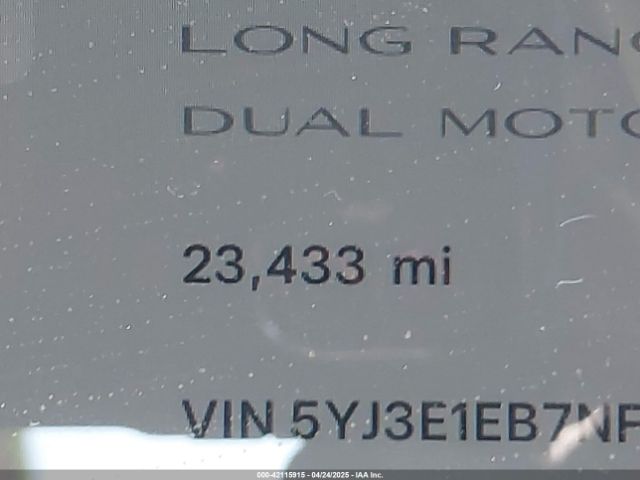 LONG RANG
DUAL MOTO
23,433 mi
VIN 5YJ3E1EB7NF
000-42115915 - 04/24/2025 - IAA Inc.